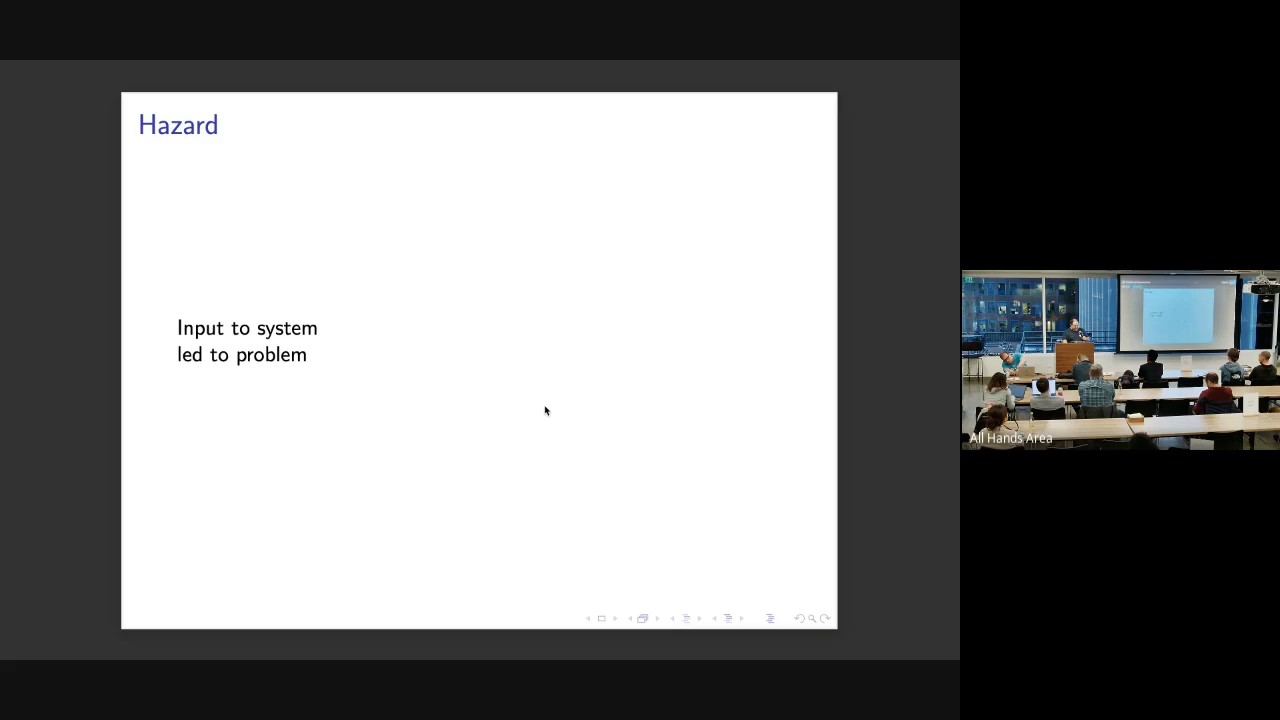 Hazard
Input to system
led to problem
All Hands Area